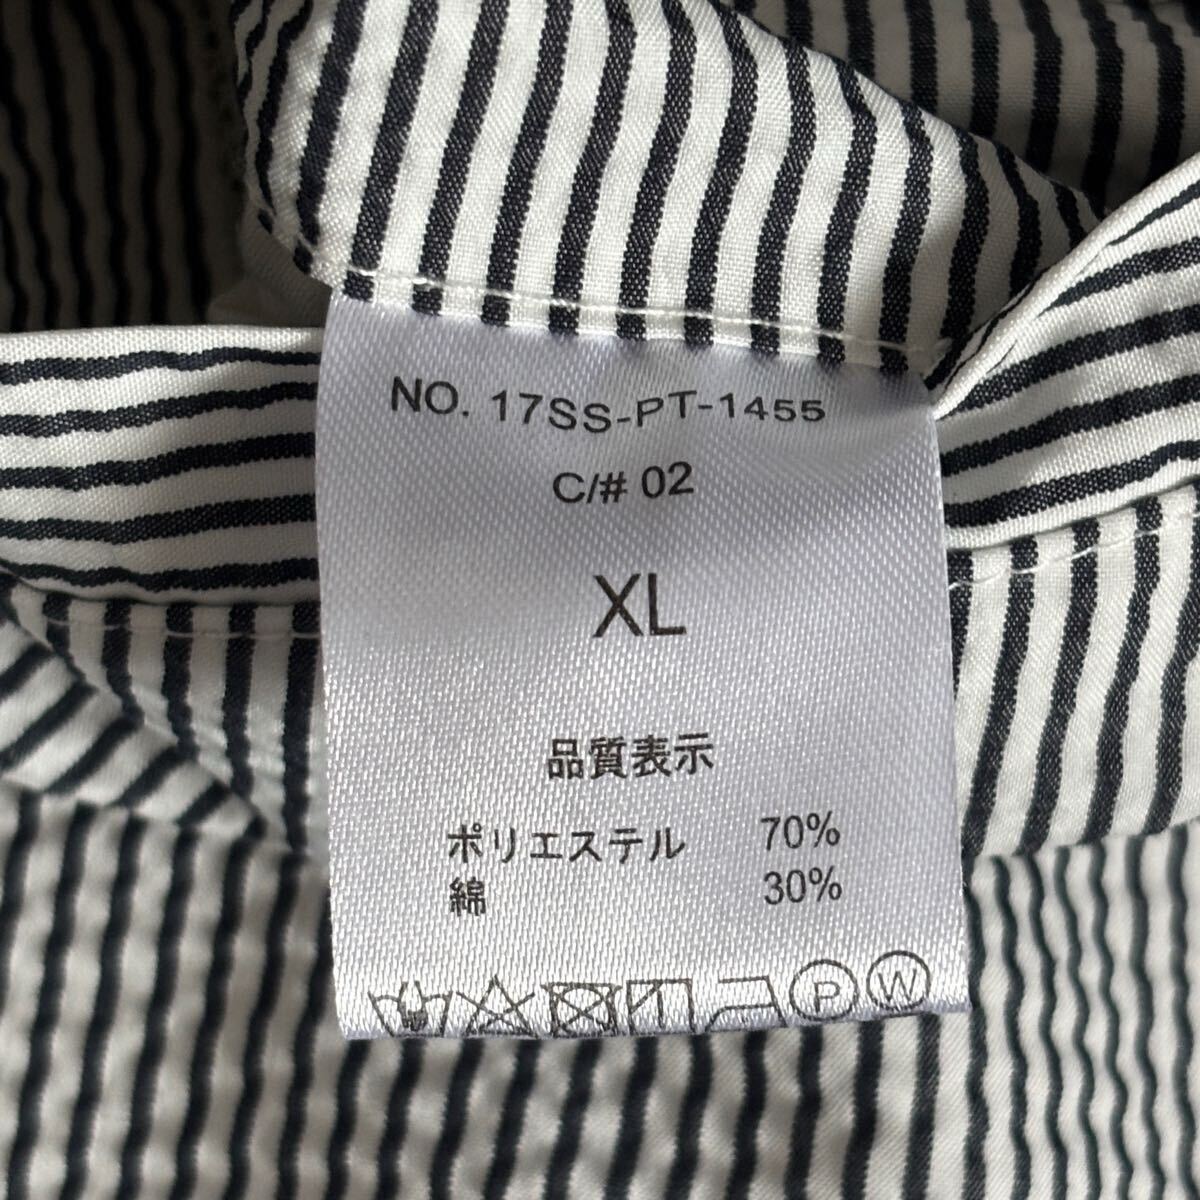 NO. 17SS-PT-1455
C/# 02
XL
品質表示
ポリエステル 70%
綿 30%
P W